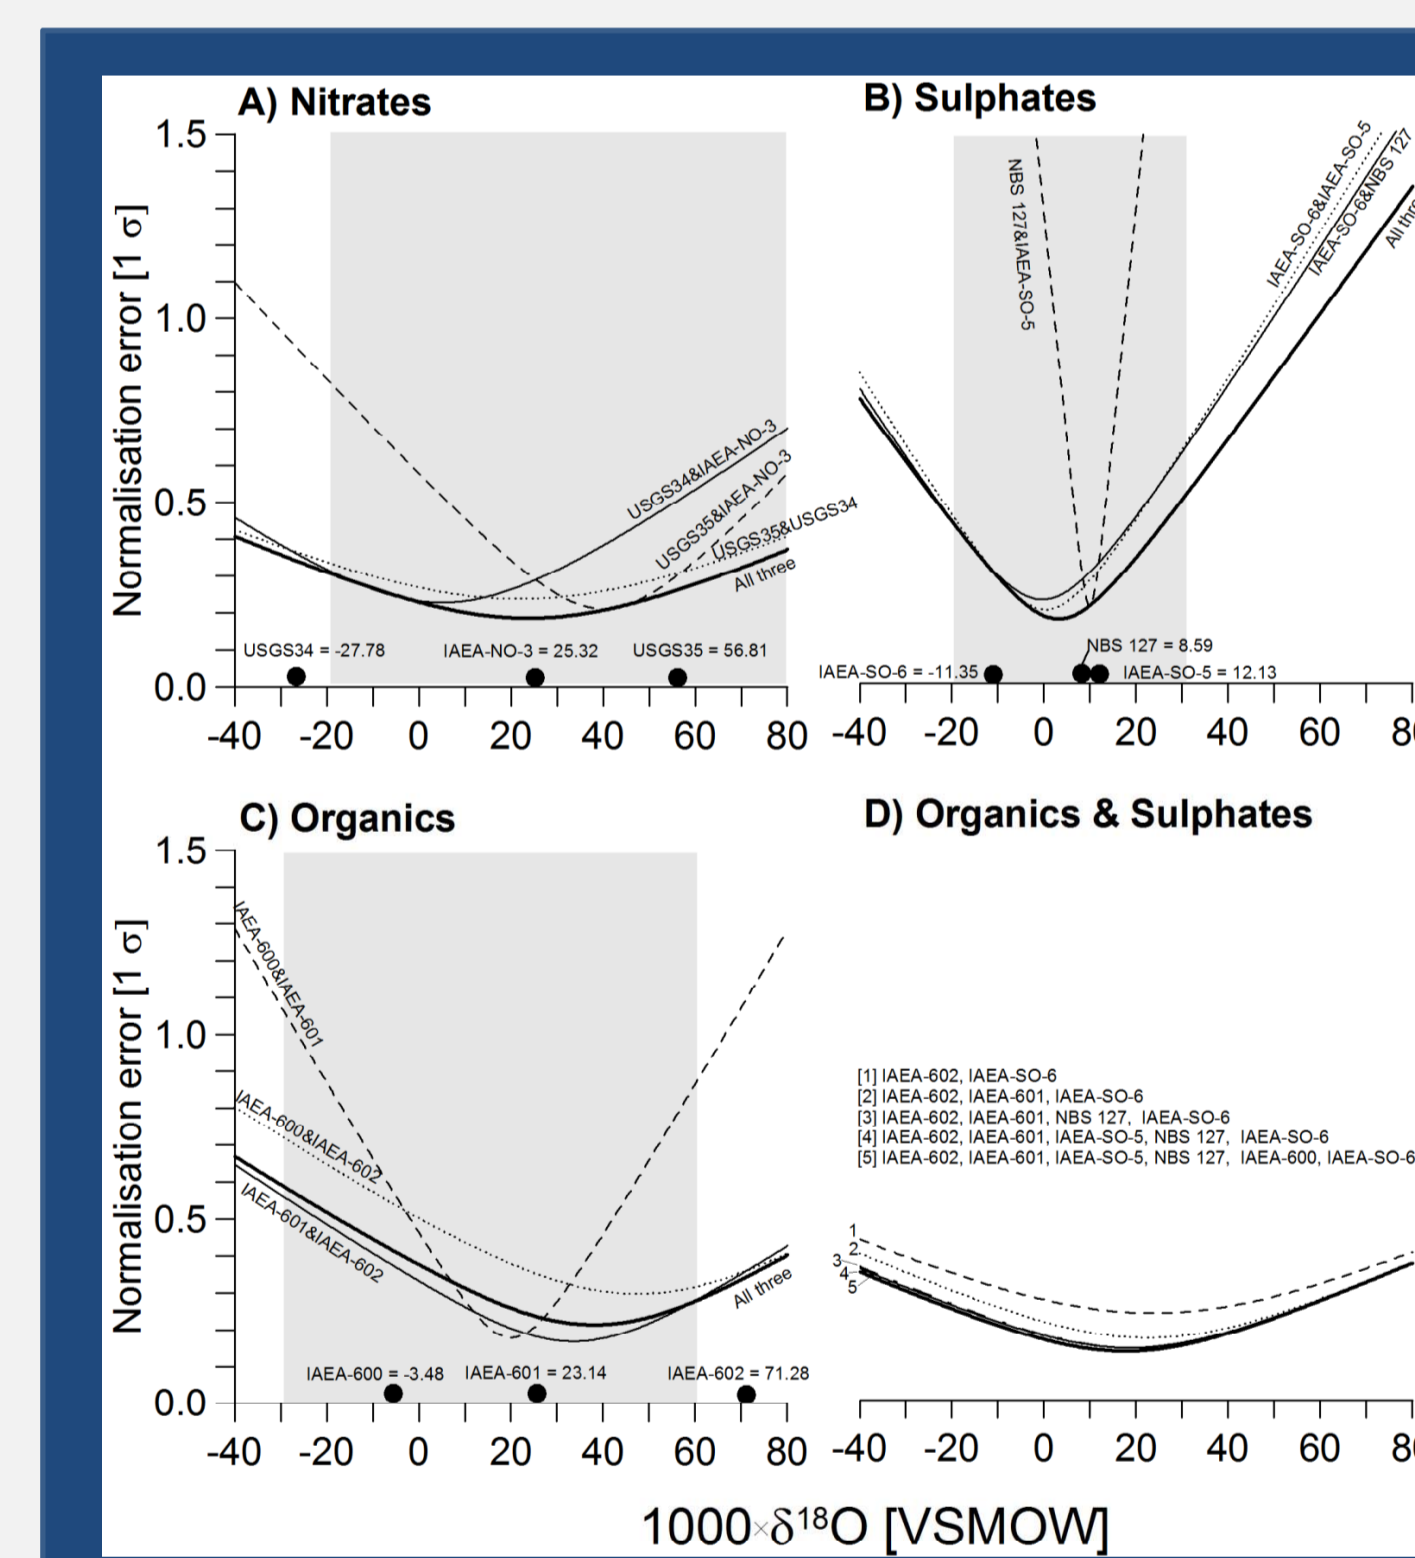 A) Nitrates
B) Sulphates
Normalisation error [1 σ]
1.5
1.0
0.5
0.0
USGS34&IAEA-NO-3
USGS35&IAEA-NO-3
USGS35&USGS34
All three
USGS34 = -27.78
IAEA-NO-3 = 25.32
USGS35 = 56.81
-40 -20 0 20 40 60 80
NBS 127&IAEA-SO-5
IAEA-SO-6&IAEA-SO-5
IAEA-SO-6&NBS 127
All
NBS 127 = 8.59
IAEA-SO-6 = -11.35
IAEA-SO-5 = 12.13
-40 -20 0 20 40 60
C) Organics
D) Organics & Sulphates
Normalisation error [1 σ]
1.5
1.0
0.5
0.0
IAEA-600&IAEA-601
IAEA-600&IAEA-602
IAEA-601&IAEA-602
All three
IAEA-600 = -3.48
IAEA-601 = 23.14
IAEA-602 = 71.28
-40 -20 0 20 40 60 80
[1] IAEA-602, IAEA-SO-6
[2] IAEA-602, IAEA-601, IAEA-SO-6
[3] IAEA-602, IAEA-601, NBS 127, IAEA-SO-6
[4] IAEA-602, IAEA-601, IAEA-SO-5, NBS 127, IAEA-SO-6
[5] IAEA-602, IAEA-601, IAEA-SO-5, NBS 127, IAEA-600, IAEA-SO-6
1
2
3
4
5
-40 -20 0 20 40 60
1000×δ¹⁸O [VSMOW]